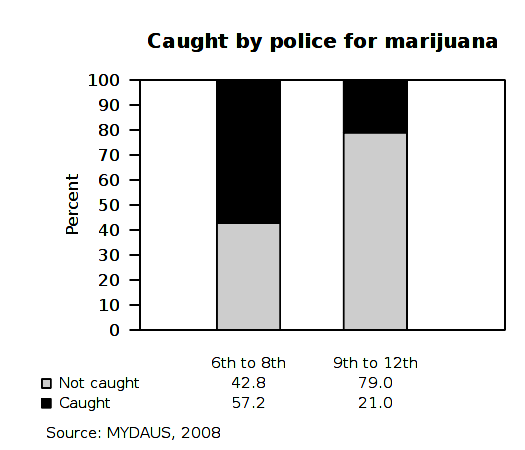 Caught by police for marijuana
100
90
80
70
60
50
40
30
20
10
0
Percent
6th to 8th 9th to 12th
Not caught 42.8 79.0
Caught 57.2 21.0
Source: MYDAUS, 2008